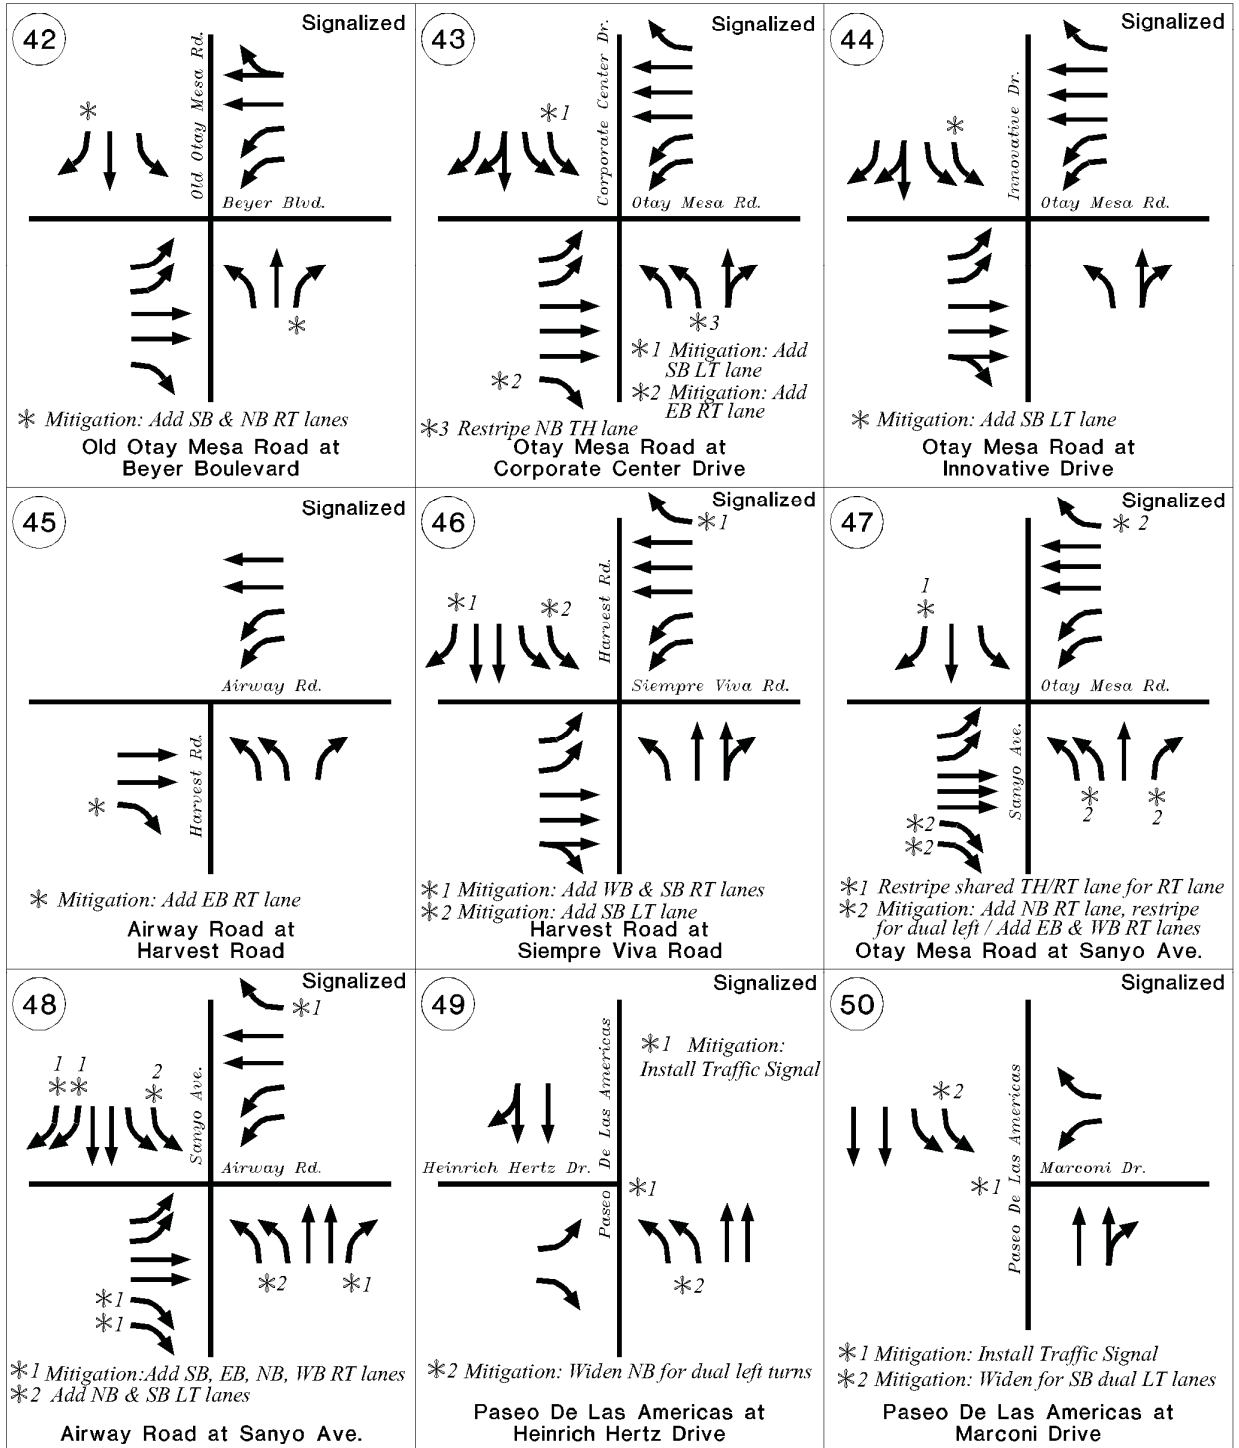 42
Signalized
Old Otay Mesa Rd.
✻
Beyer Blvd.
✻
✻ Mitigation: Add SB & NB RT lanes
Old Otay Mesa Road at
Beyer Boulevard
43
Signalized
Corporate Center Dr.
✻1
Otay Mesa Rd.
✻3
✻1 Mitigation: Add
SB LT lane
✻2
✻2 Mitigation: Add
EB RT lane
✻3 Restripe NB TH lane
Otay Mesa Road at
Corporate Center Drive
44
Signalized
Innovative Dr.
✻
Otay Mesa Rd.
✻ Mitigation: Add SB LT lane
Otay Mesa Road at
Innovative Drive
45
Signalized
Airway Rd.
Harvest Rd.
✻
✻ Mitigation: Add EB RT lane
Airway Road at
Harvest Road
46
Signalized
✻1
Harvest Rd.
✻1
✻2
Siempre Viva Rd.
✻1 Mitigation: Add WB & SB RT lanes
✻2 Mitigation: Add SB LT lane
Harvest Road at
Siempre Viva Road
47
Signalized
✻ 2
1
✻
Otay Mesa Rd.
Sanyo Ave.
✻
2
✻
2
✻2
✻2
✻1 Restripe shared TH/RT lane for RT lane
✻2 Mitigation: Add NB RT lane, restripe
for dual left / Add EB & WB RT lanes
Otay Mesa Road at Sanyo Ave.
48
Signalized
✻1
1 1
✻✻
2
✻
Sanyo Ave.
Airway Rd.
✻2
✻1
✻1
✻1
✻1 Mitigation:Add SB, EB, NB, WB RT lanes
✻2 Add NB & SB LT lanes
Airway Road at Sanyo Ave.
49
Signalized
Paseo De Las Americas
✻1 Mitigation:
Install Traffic Signal
Heinrich Hertz Dr.
✻1
✻2
✻2 Mitigation: Widen NB for dual left turns
Paseo De Las Americas at
Heinrich Hertz Drive
50
Signalized
Paseo De Las Americas
✻2
Marconi Dr.
✻1
✻1 Mitigation: Install Traffic Signal
✻2 Mitigation: Widen for SB dual LT lanes
Paseo De Las Americas at
Marconi Drive